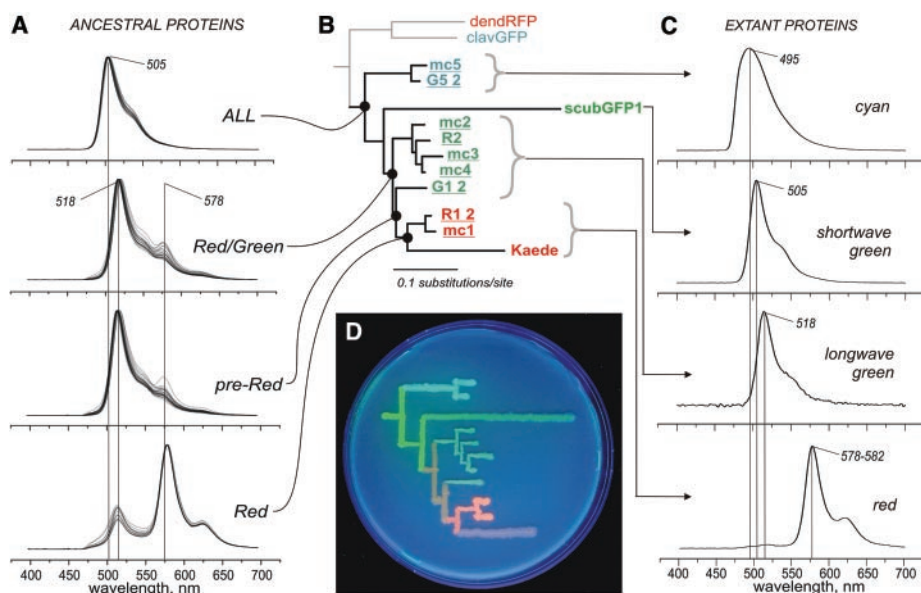 A
ANCESTRAL PROTEINS
505
ALL
518
578
Red/Green
pre-Red
Red
400 450 500 550 600 650 700
wavelength, nm
B
dendRFP
clavGFP
mc5
G5 2
scubGFP1
mc2
R2
mc3
mc4
G1 2
R1 2
mc1
Kaede
0.1 substitutions/site
D
C
EXTANT PROTEINS
495
cyan
505
shortwave
green
518
longwave
green
578-582
red
400 450 500 550 600 650 700
wavelength, nm